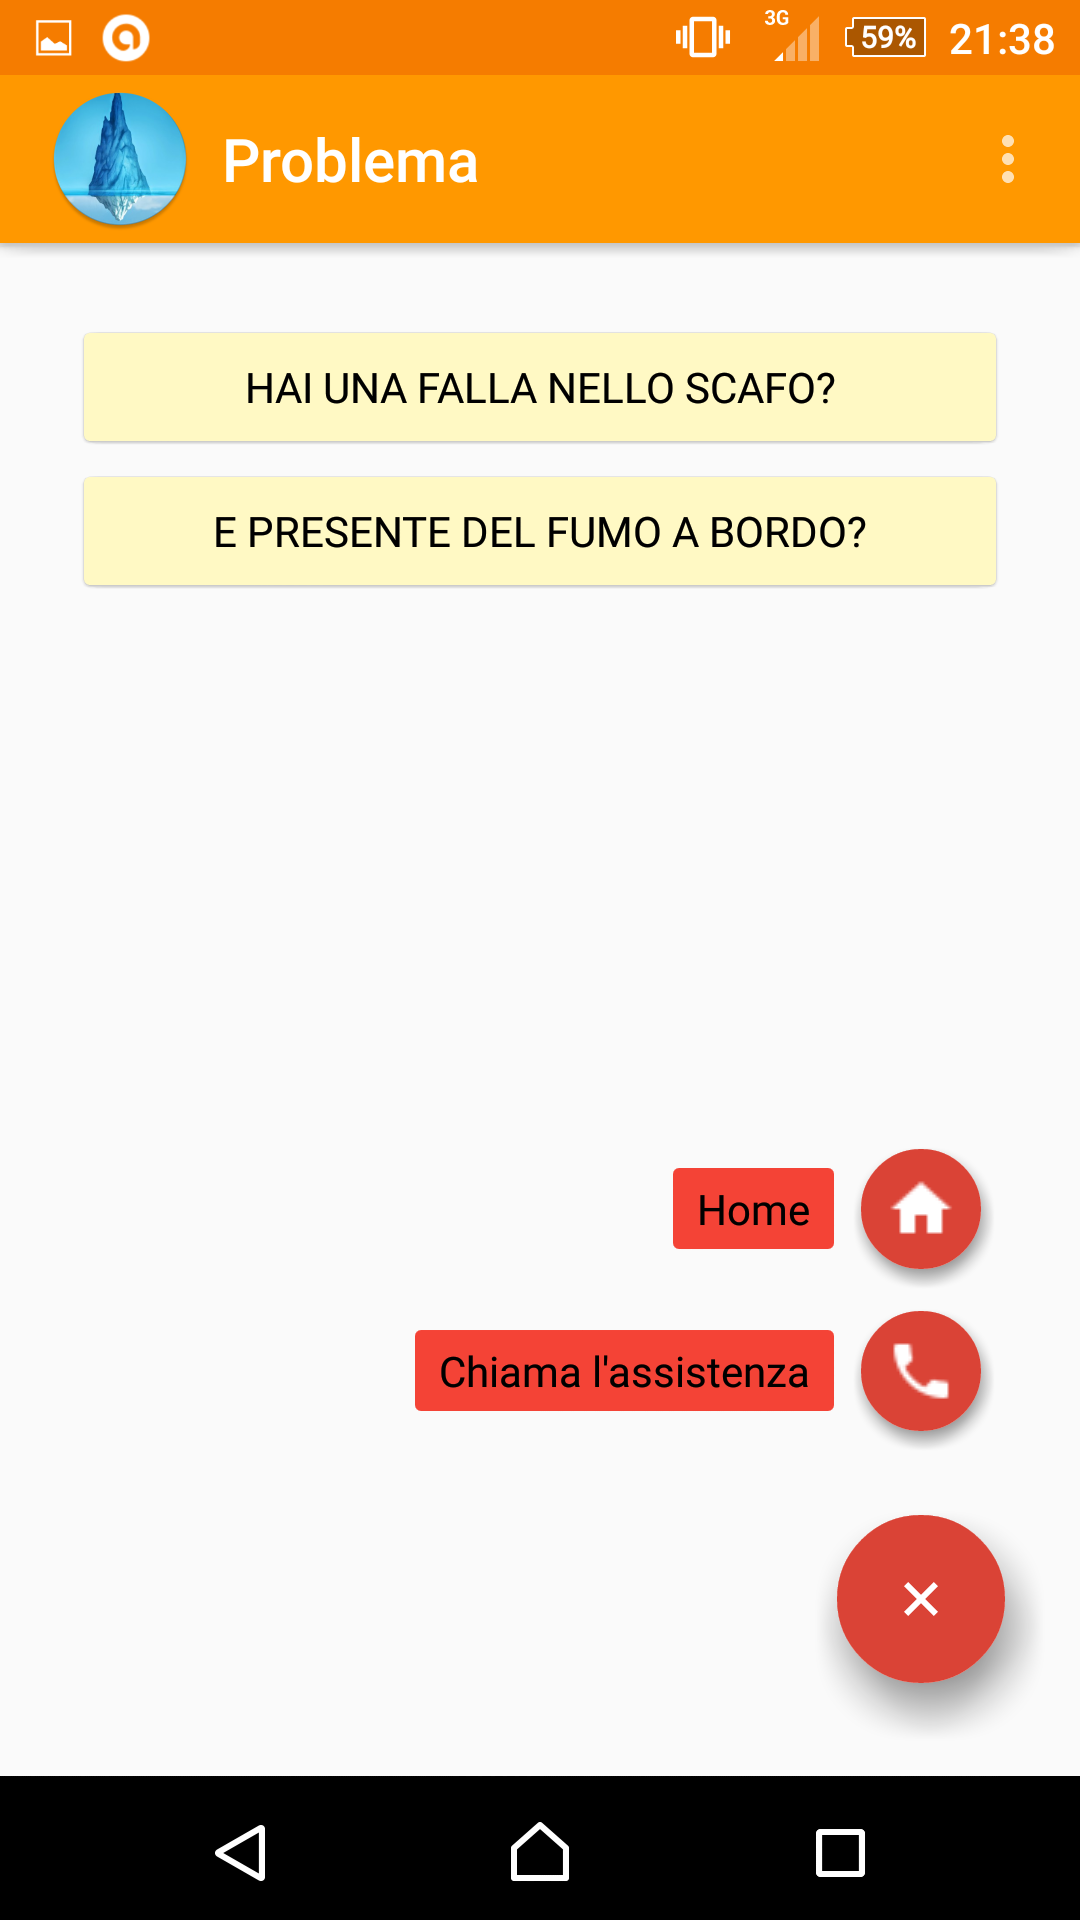 3G 59% 21:38
Problema
HAI UNA FALLA NELLO SCAFO?
E PRESENTE DEL FUMO A BORDO?
Home
Chiama l'assistenza